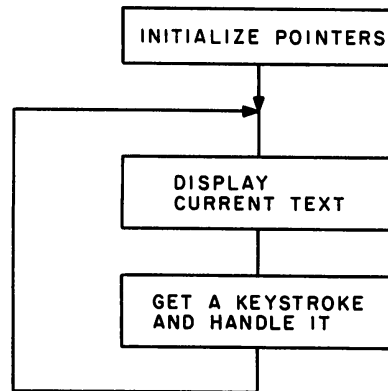 INITIALIZE POINTERS
DISPLAY
CURRENT TEXT
GET A KEYSTROKE
AND HANDLE IT